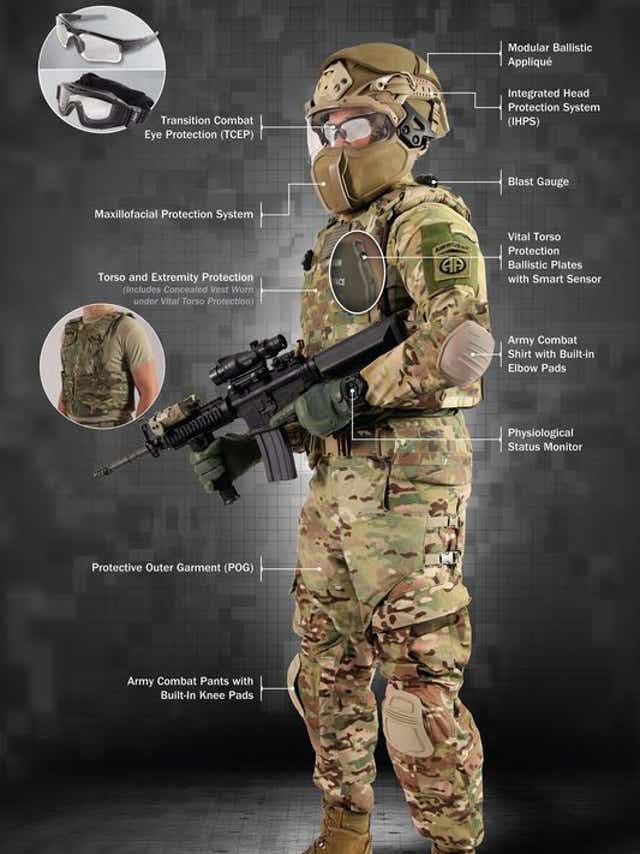 Modular Ballistic
Appliqué
Integrated Head
Protection System
(IHPS)
Transition Combat
Eye Protection (TCEP)
Blast Gauge
Maxillofacial Protection System
Vital Torso
Protection
Ballistic Plates
with Smart Sensor
AIRBORNE
Torso and Extremity Protection
(Includes Concealed Vest Worn
under Vital Torso Protection)
Army Combat
Shirt with Built-in
Elbow Pads
Physiological
Status Monitor
Protective Outer Garment (POG)
Army Combat Pants with
Built-In Knee Pads